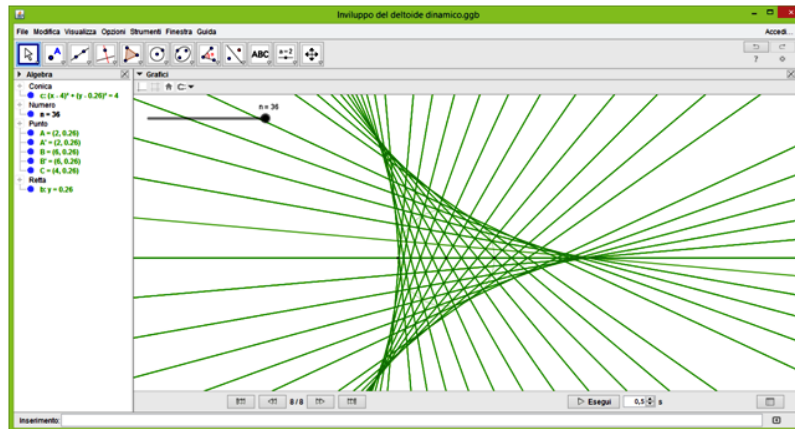 Inviluppo del deltoide dinamico.ggb
File Modifica Visualizza Opzioni Strumenti Finestra Guida Accedi...
A ABC n=2
Algebra
Grafici
Conica
c: (x - 4)² + (y - 0.26)² = 4
Numero
n = 36
Punto
A = (2, 0.26)
A' = (2, 0.26)
B = (6, 0.26)
B' = (6, 0.26)
C = (4, 0.26)
Retta
b: y = 0.26
n = 36
8 / 8
Esegui 0,5 s
Inserimento: